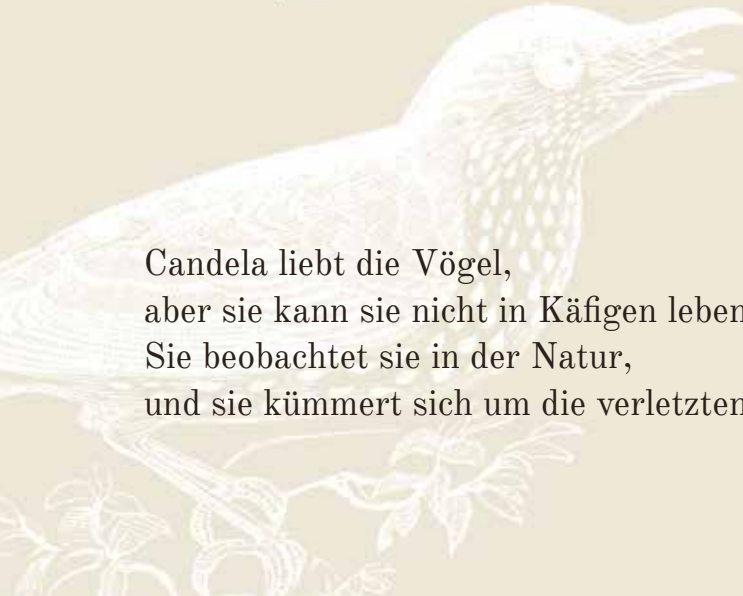 Candela liebt die Vögel,
aber sie kann sie nicht in Käfigen leben
Sie beobachtet sie in der Natur,
und sie kümmert sich um die verletzten